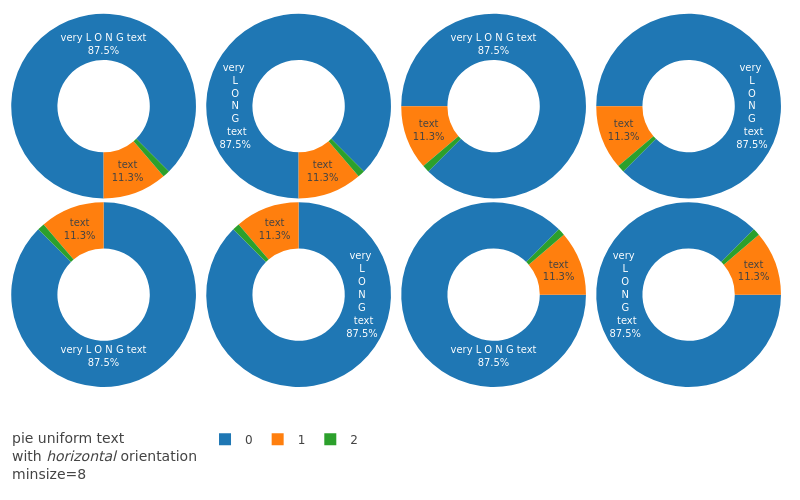 very L O N G text
87.5%
text
11.3%
very
L
O
N
G
text
87.5%
text
11.3%
very L O N G text
87.5%
text
11.3%
very
L
O
N
G
text
87.5%
text
11.3%
text
11.3%
very L O N G text
87.5%
text
11.3%
very
L
O
N
G
text
87.5%
text
11.3%
very L O N G text
87.5%
text
11.3%
very
L
O
N
G
text
87.5%
pie uniform text
with horizontal orientation
minsize=8
0 1 2